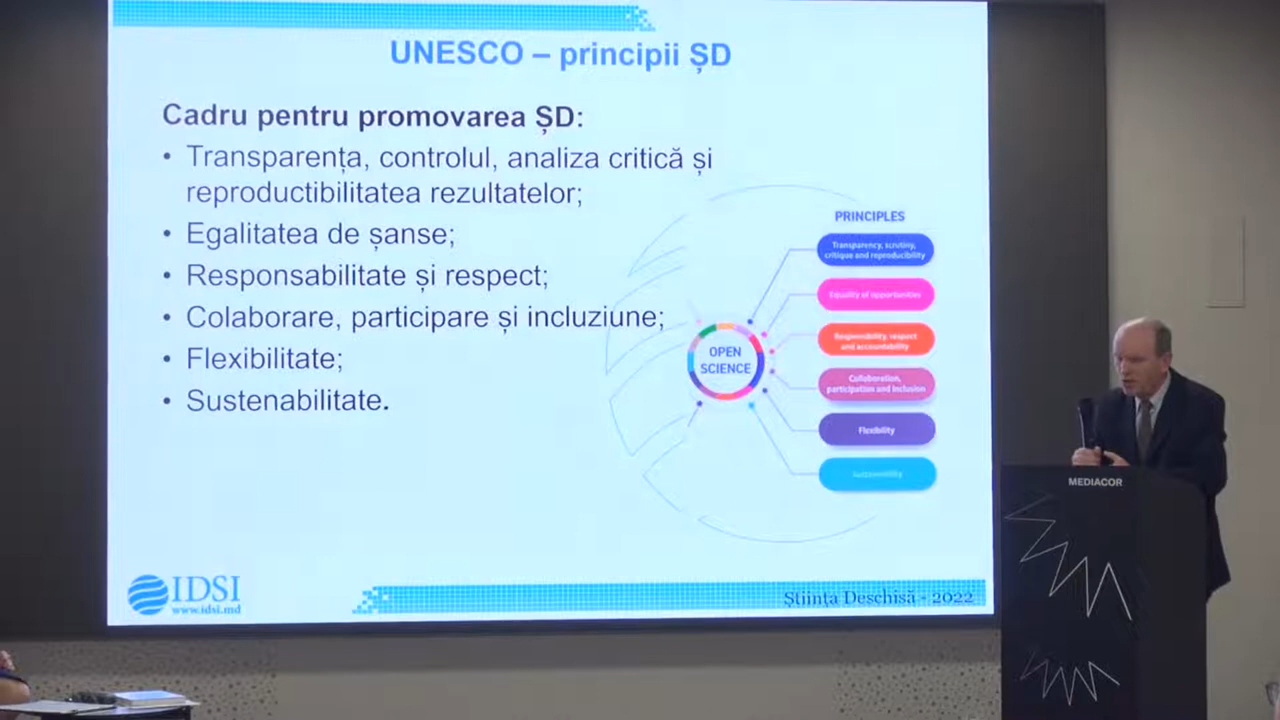 UNESCO – principii ȘD
Cadru pentru promovarea ȘD:
• Transparența, controlul, analiza critică și
reproductibilitatea rezultatelor;
• Egalitatea de șanse;
• Responsabilitate și respect;
• Colaborare, participare și incluziune;
• Flexibilitate;
• Sustenabilitate.
PRINCIPLES
Transparency, scrutiny,
critique and reproducibility
Equality of opportunities
Responsibility, respect
and accountability
Collaboration,
participation and inclusion
Flexibility
Sustainability
OPEN
SCIENCE
IDSI
www.idsi.md
Știința Deschisă - 2022
MEDIACOR